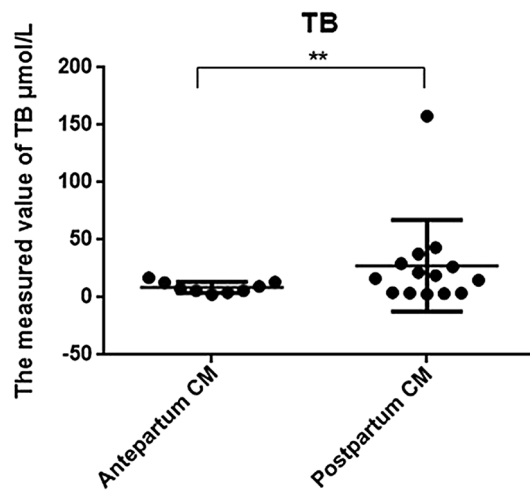 TB
**
The measured value of TB μmol/L
200
150
100
50
0
-50
Antepartum CM
Postpartum CM